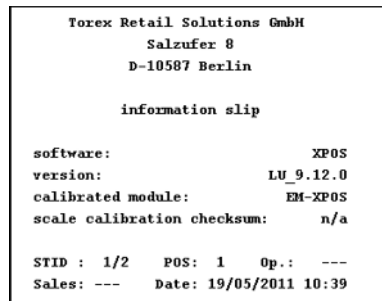 Torex Retail Solutions GmbH
Salzufer 8
D-10587 Berlin
information slip
software: XPOS
version: LU_9.12.0
calibrated module: EM-XPOS
scale calibration checksum: n/a
STID : 1/2 POS: 1 Op.: ---
Sales: --- Date: 19/05/2011 10:39